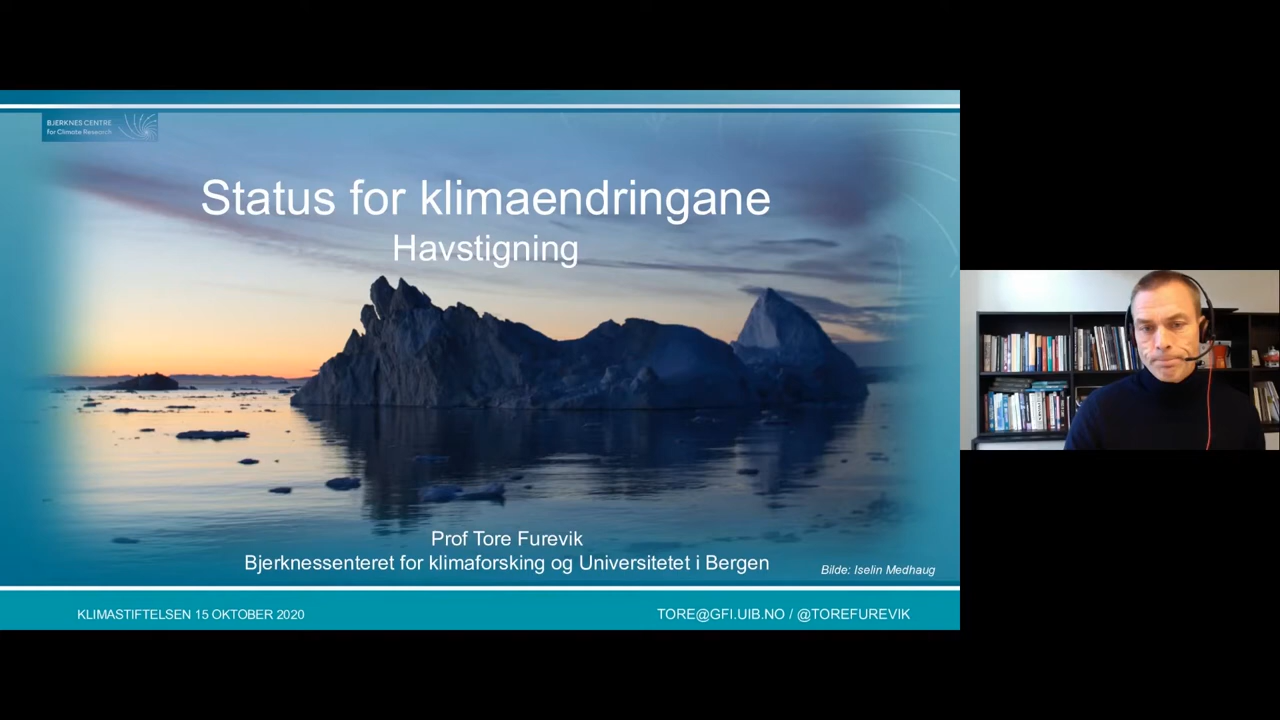 BJERKNES CENTRE
for Climate Research
Status for klimaendringane
Havstigning
Prof Tore Furevik
Bjerknessenteret for klimaforsking og Universitetet i Bergen
Bilde: Iselin Medhaug
KLIMASTIFTELSEN 15 OKTOBER 2020
TORE@GFI.UIB.NO / @TOREFUREVIK